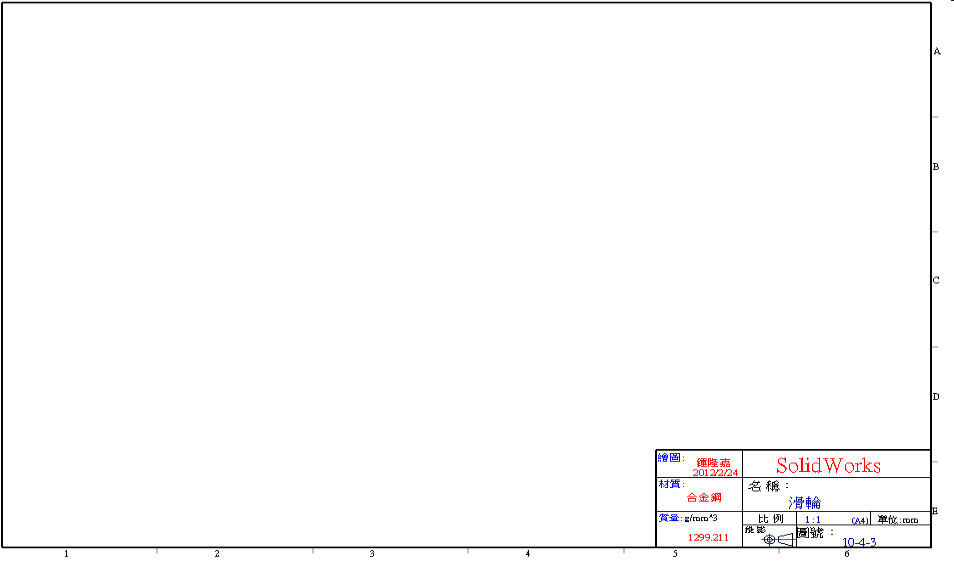 A
B
C
D
E
繪圖: 鍾隆嘉
2012/2/24
SolidWorks
材質:
合金鋼
名稱:
滑輪
質量:g/mm^3
1299.211
比例 1:1 (A4) 單位:mm
投影
圖號:
10-4-3
1 2 3 4 5 6